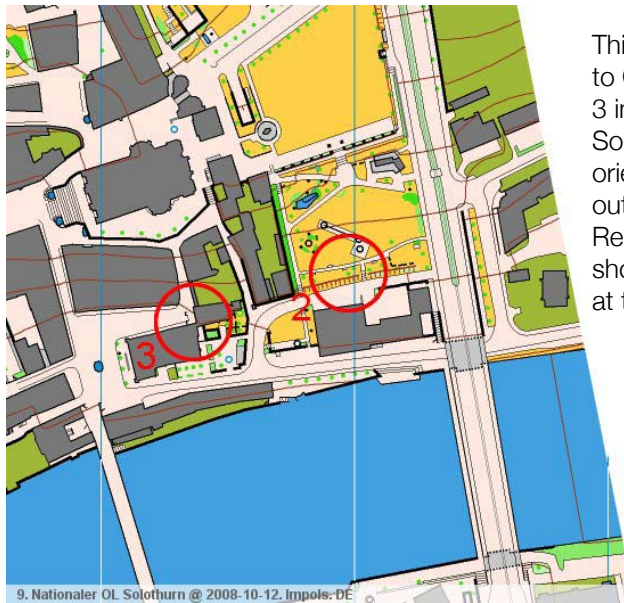 Thi
to
3 i
So
orie
out
Re
sho
at t
2
3
9. Nationaler OL Solothurn @ 2008-10-12. Impols. DE